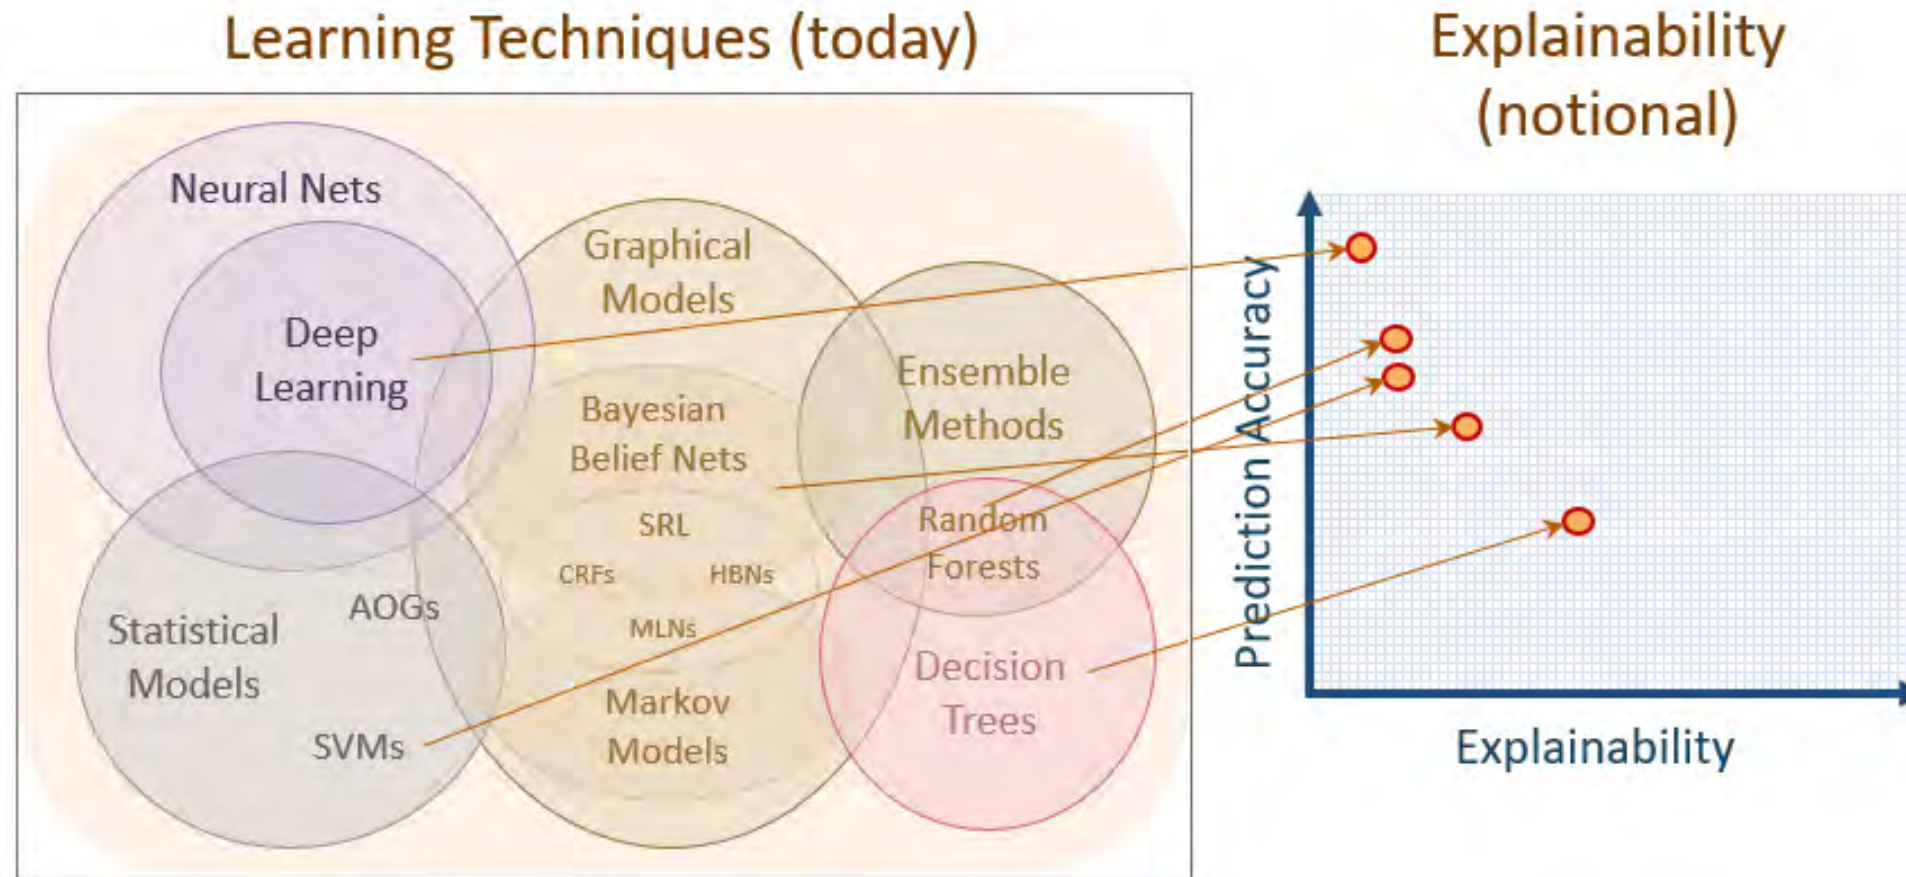 Learning Techniques (today)
Explainability
(notional)
Neural Nets
Graphical
Models
Deep
Learning
Ensemble
Methods
Bayesian
Belief Nets
SRL
CRFs
HBNs
MLNs
Random
Forests
AOGs
Statistical
Models
SVMs
Markov
Models
Decision
Trees
Prediction Accuracy
Explainability